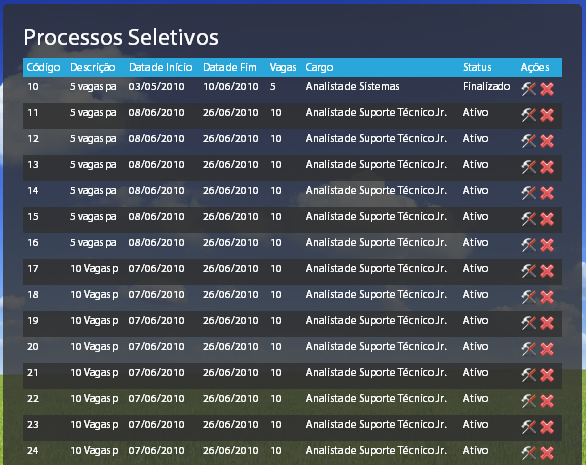 Processos Seletivos
Código Descrição Data de Início Data de Fim Vagas Cargo Status Ações
10 5 vagas pa 03/05/2010 10/06/2010 5 Analista de Sistemas Finalizado
11 5 vagas pa 08/06/2010 26/06/2010 10 Analista de Suporte Técnico Jr. Ativo
12 5 vagas pa 08/06/2010 26/06/2010 10 Analista de Suporte Técnico Jr. Ativo
13 5 vagas pa 08/06/2010 26/06/2010 10 Analista de Suporte Técnico Jr. Ativo
14 5 vagas pa 08/06/2010 26/06/2010 10 Analista de Suporte Técnico Jr. Ativo
15 5 vagas pa 08/06/2010 26/06/2010 10 Analista de Suporte Técnico Jr. Ativo
16 5 vagas pa 08/06/2010 26/06/2010 10 Analista de Suporte Técnico Jr. Ativo
17 10 Vagas p 07/06/2010 26/06/2010 10 Analista de Suporte Técnico Jr. Ativo
18 10 Vagas p 07/06/2010 26/06/2010 10 Analista de Suporte Técnico Jr. Ativo
19 10 Vagas p 07/06/2010 26/06/2010 10 Analista de Suporte Técnico Jr. Ativo
20 10 Vagas p 07/06/2010 26/06/2010 10 Analista de Suporte Técnico Jr. Ativo
21 10 Vagas p 07/06/2010 26/06/2010 10 Analista de Suporte Técnico Jr. Ativo
22 10 Vagas p 07/06/2010 26/06/2010 10 Analista de Suporte Técnico Jr. Ativo
23 10 Vagas p 07/06/2010 26/06/2010 10 Analista de Suporte Técnico Jr. Ativo
24 10 Vagas p 07/06/2010 26/06/2010 10 Analista de Suporte Técnico Jr. Ativo